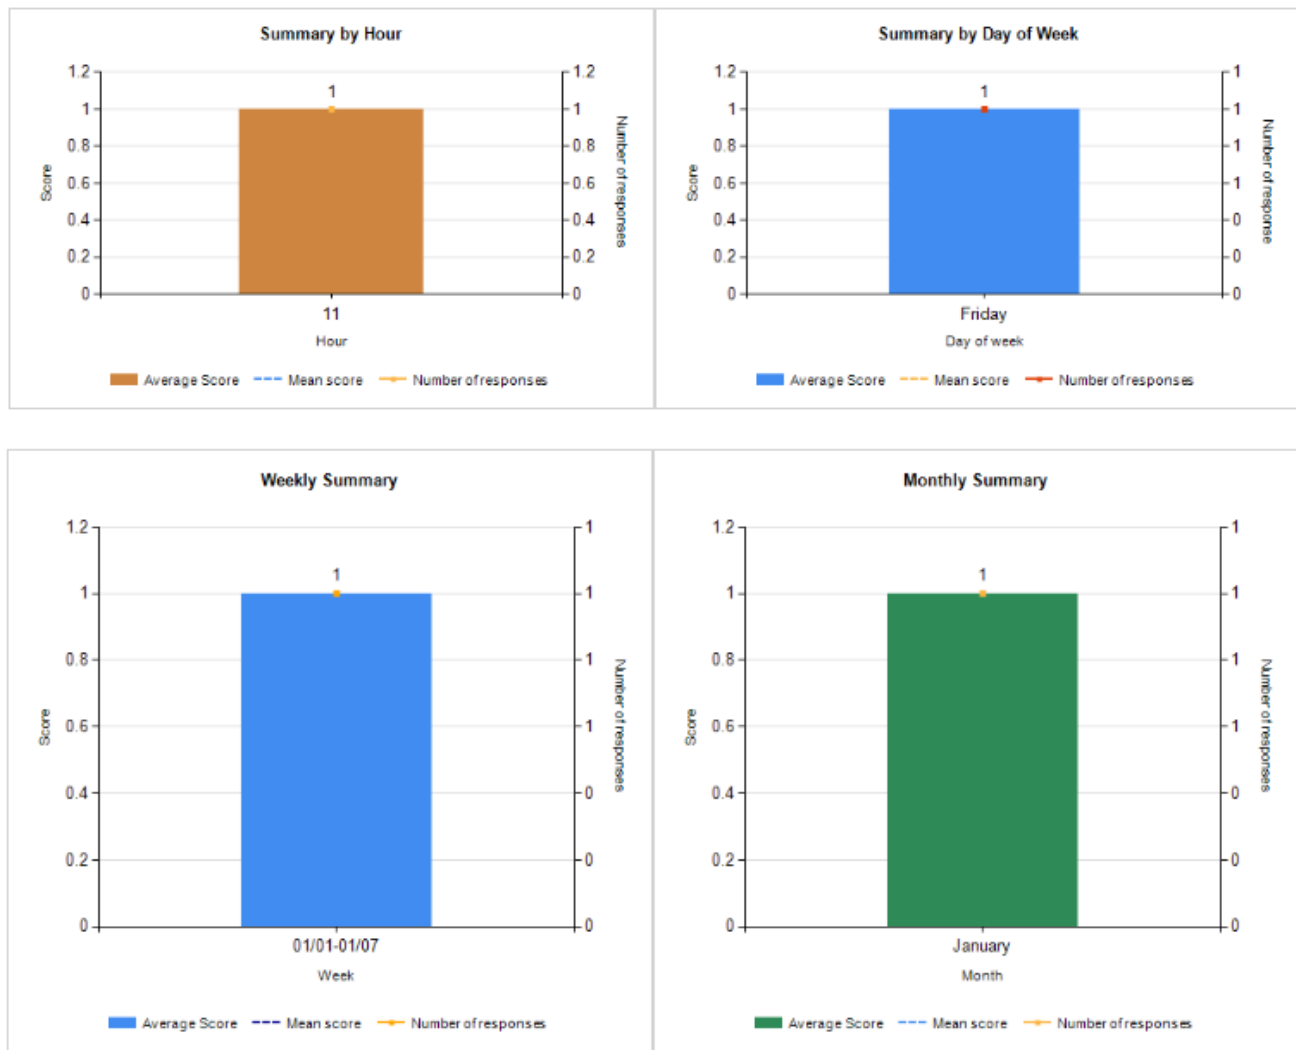 Summary by Hour
1.2
1
0.8
0.6
0.4
0.2
0
Score
1
1.2
1
0.8
0.6
0.4
0.2
0
Number of responses
11
Hour
Average Score Mean score Number of responses
Summary by Day of Week
1.2
1
0.8
0.6
0.4
0.2
0
Score
1
1
1
1
1
0
0
0
Number of response
Friday
Day of week
Average Score Mean score Number of responses
Weekly Summary
1.2
1
0.8
0.6
0.4
0.2
0
Score
1
1
1
1
1
0
0
0
Number of responses
01/01-01/07
Week
Average Score Mean score Number of responses
Monthly Summary
1.2
1
0.8
0.6
0.4
0.2
0
Score
1
1
1
1
1
0
0
0
Number of responses
January
Month
Average Score Mean score Number of responses